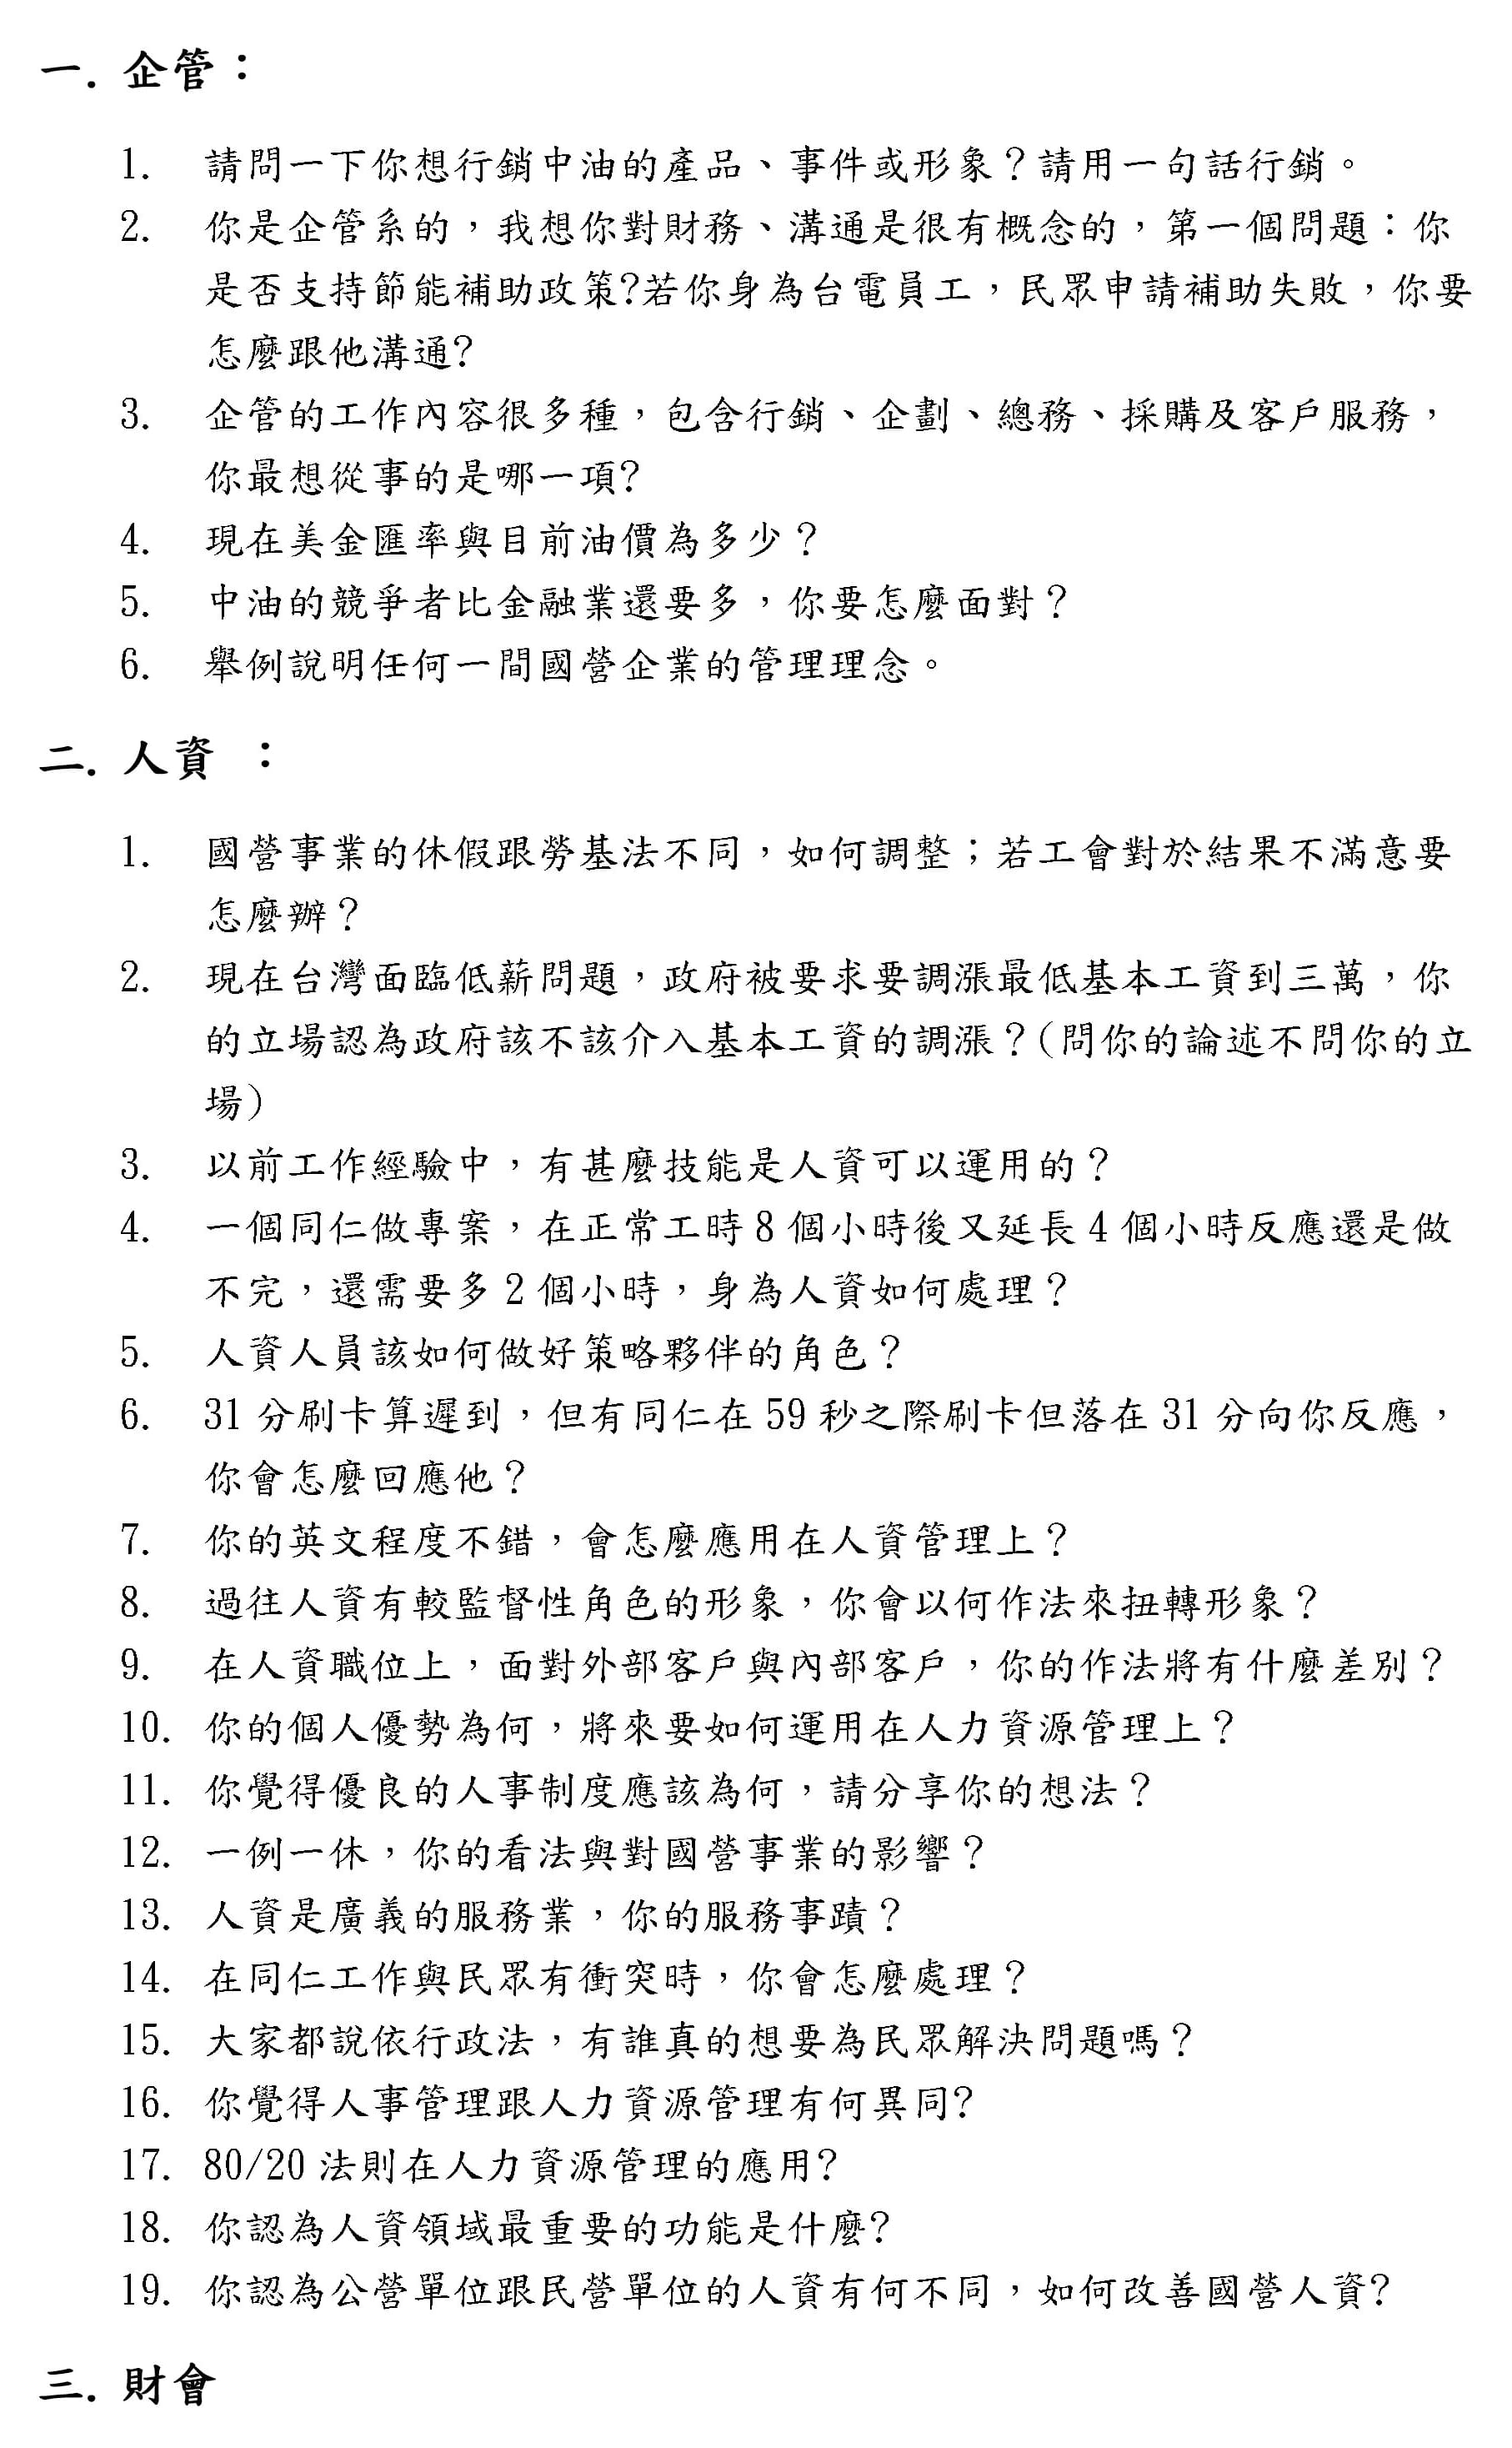 一. 企管：
1. 請問一下你想行銷中油的產品、事件或形象？請用一句話行銷。
2. 你是企管系的，我想你對財務、溝通是很有概念的，第一個問題：你
是否支持節能補助政策?若你身為台電員工，民眾申請補助失敗，你要
怎麼跟他溝通?
3. 企管的工作內容很多種，包含行銷、企劃、總務、採購及客戶服務，
你最想從事的是哪一項?
4. 現在美金匯率與目前油價為多少？
5. 中油的競爭者比金融業還要多，你要怎麼面對？
6. 舉例說明任何一間國營企業的管理理念。
二. 人資 ：
1. 國營事業的休假跟勞基法不同，如何調整；若工會對於結果不滿意要
怎麼辦？
2. 現在台灣面臨低薪問題，政府被要求要調漲最低基本工資到三萬，你
的立場認為政府該不該介入基本工資的調漲？(問你的論述不問你的立
場)
3. 以前工作經驗中，有甚麼技能是人資可以運用的？
4. 一個同仁做專案，在正常工時 8 個小時後又延長 4 個小時反應還是做
不完，還需要多 2 個小時，身為人資如何處理？
5. 人資人員該如何做好策略夥伴的角色？
6. 31 分刷卡算遲到，但有同仁在 59 秒之際刷卡但落在 31 分向你反應，
你會怎麼回應他？
7. 你的英文程度不錯，會怎麼應用在人資管理上？
8. 過往人資有較監督性角色的形象，你會以何作法來扭轉形象？
9. 在人資職位上，面對外部客戶與內部客戶，你的作法將有什麼差別？
10. 你的個人優勢為何，將來要如何運用在人力資源管理上？
11. 你覺得優良的人事制度應該為何，請分享你的想法？
12. 一例一休，你的看法與對國營事業的影響？
13. 人資是廣義的服務業，你的服務事蹟？
14. 在同仁工作與民眾有衝突時，你會怎麼處理？
15. 大家都說依行政法，有誰真的想要為民眾解決問題嗎？
16. 你覺得人事管理跟人力資源管理有何異同?
17. 80/20 法則在人力資源管理的應用?
18. 你認為人資領域最重要的功能是什麼?
19. 你認為公營單位跟民營單位的人資有何不同，如何改善國營人資?
三. 財會